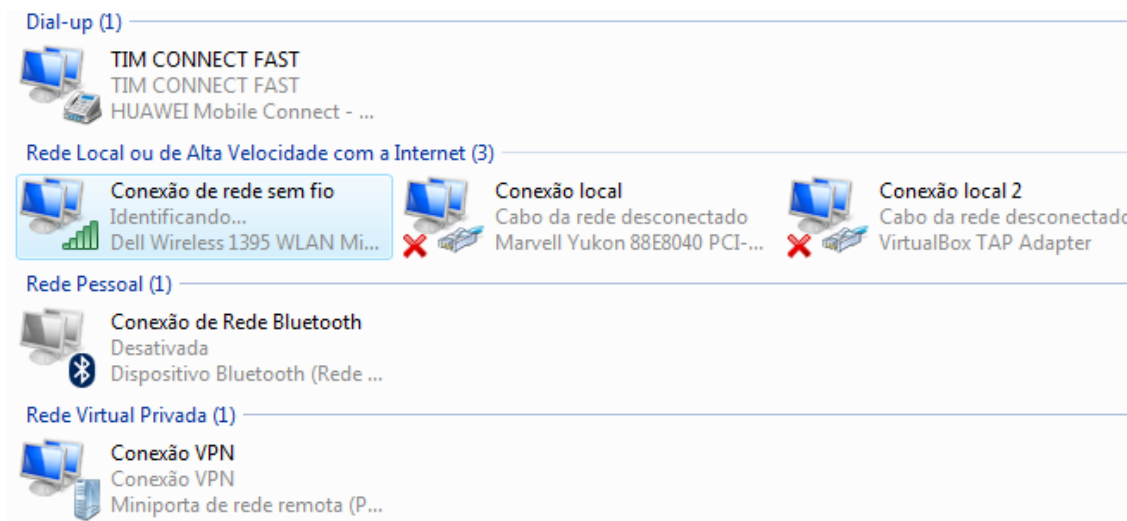 Dial-up (1)
TIM CONNECT FAST
TIM CONNECT FAST
HUAWEI Mobile Connect - ...
Rede Local ou de Alta Velocidade com a Internet (3)
Conexão de rede sem fio
Identificando...
Dell Wireless 1395 WLAN Mi...
Conexão local
Cabo da rede desconectado
Marvell Yukon 88E8040 PCI-...
Conexão local 2
Cabo da rede desconectado
VirtualBox TAP Adapter
Rede Pessoal (1)
Conexão de Rede Bluetooth
Desativada
Dispositivo Bluetooth (Rede ...
Rede Virtual Privada (1)
Conexão VPN
Conexão VPN
Miniporta de rede remota (P...